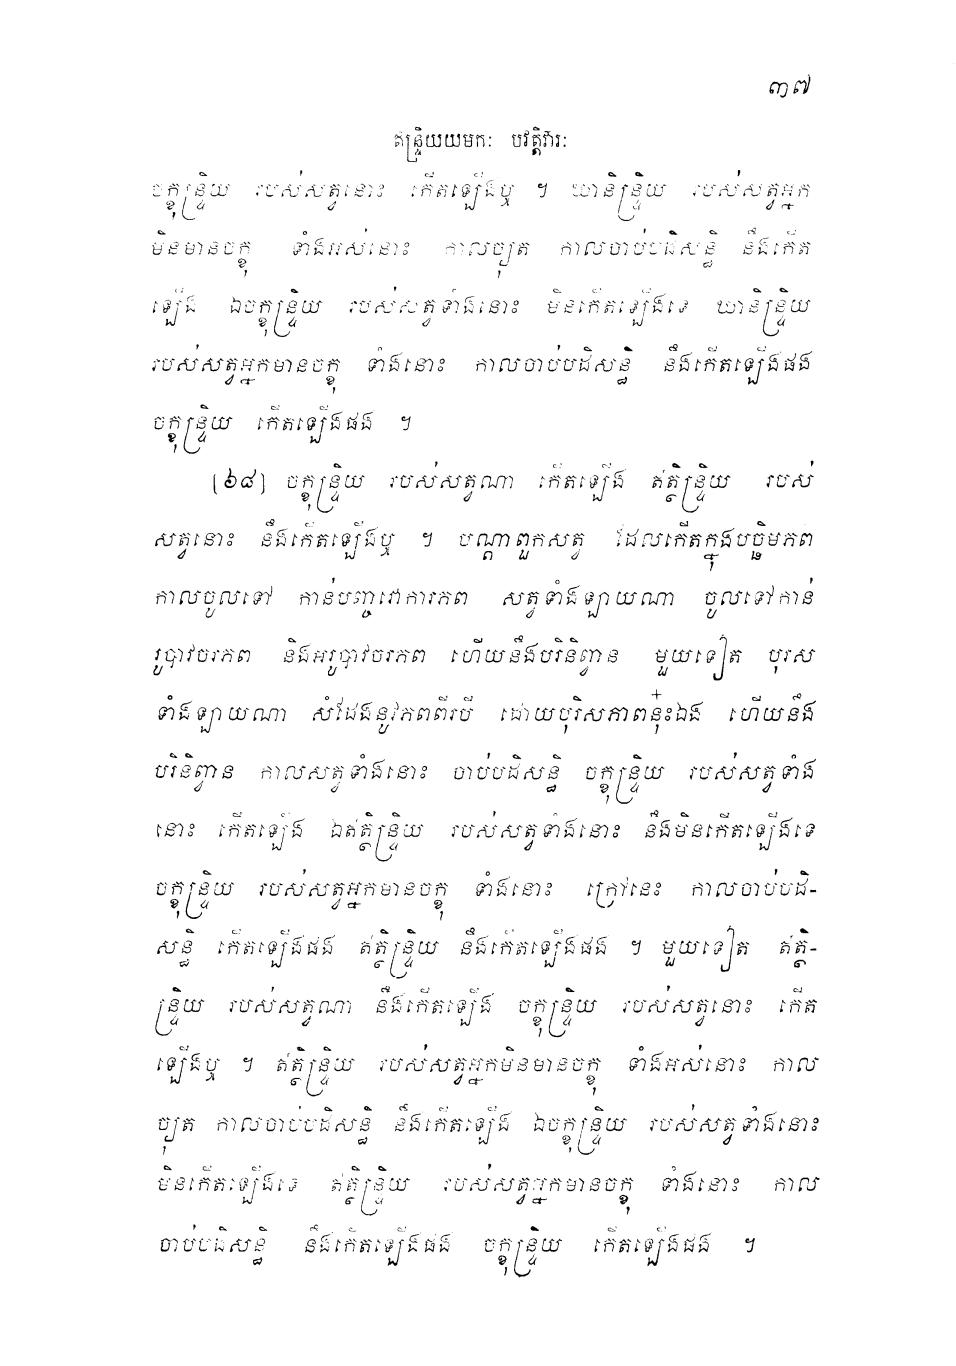 ៣៧
ឥន្ទ្រិយយមកៈ បវត្តិវារៈ
ចក្ខុន្ទ្រិយ របស់សត្វនោះ កើតឡើងឬ ។ ឃានិន្ទ្រិយ របស់សត្វអ្នក
មិនមានចក្ខុ ទាំងអស់នោះ កាលច្យុត កាលចាប់បដិសន្ធិ នឹងកើត
ឡើង ឯចក្ខុន្ទ្រិយ របស់សត្វទាំងនោះ មិនកើតឡើងទេ ឃានិន្ទ្រិយ
របស់សត្វអ្នកមានចក្ខុ ទាំងនោះ កាលចាប់បដិសន្ធិ នឹងកើតឡើងផង
ចក្ខុន្ទ្រិយ កើតឡើងផង ។
[៦៨] ចក្ខុន្ទ្រិយ របស់សត្វណា កើតឡើង ឥត្ថិន្ទ្រិយ របស់
សត្វនោះ នឹងកើតឡើងឬ ។ បណ្តាពួកសត្វ ដែលកើតក្នុងបច្ឆិមភព
កាលចូលទៅ កាន់បញ្ចវោការភព សត្វទាំងឡាយណា ចូលទៅកាន់
រូបាវចរភព និងអរូបាវចរភព ហើយនឹងបរិនិព្វាន មួយទៀត បុរស
ទាំងឡាយណា សំដែងនូវភពពីរបី ដោយបុរិសភាពនុ៎ះឯង ហើយនឹង
បរិនិព្វាន កាលសត្វទាំងនោះ ចាប់បដិសន្ធិ ចក្ខុន្ទ្រិយ របស់សត្វទាំង
នោះ កើតឡើង ឯឥត្ថិន្ទ្រិយ របស់សត្វទាំងនោះ នឹងមិនកើតឡើងទេ
ចក្ខុន្ទ្រិយ របស់សត្វអ្នកមានចក្ខុ ទាំងនោះ ក្រៅនេះ កាលចាប់បដិ-
សន្ធិ កើតឡើងផង ឥត្ថិន្ទ្រិយ នឹងកើតឡើងផង ។ មួយទៀត ឥត្ថិ-
ន្ទ្រិយ របស់សត្វណា នឹងកើតឡើង ចក្ខុន្ទ្រិយ របស់សត្វនោះ កើត
ឡើងឬ ។ ឥត្ថិន្ទ្រិយ របស់សត្វអ្នកមិនមានចក្ខុ ទាំងអស់នោះ កាល
ច្យុត កាលចាប់បដិសន្ធិ នឹងកើតឡើង ឯចក្ខុន្ទ្រិយ របស់សត្វទាំងនោះ
មិនកើតឡើងទេ ឥត្ថិន្ទ្រិយ របស់សត្វអ្នកមានចក្ខុ ទាំងនោះ កាល
ចាប់បដិសន្ធិ នឹងកើតឡើងផង ចក្ខុន្ទ្រិយ កើតឡើងផង ។